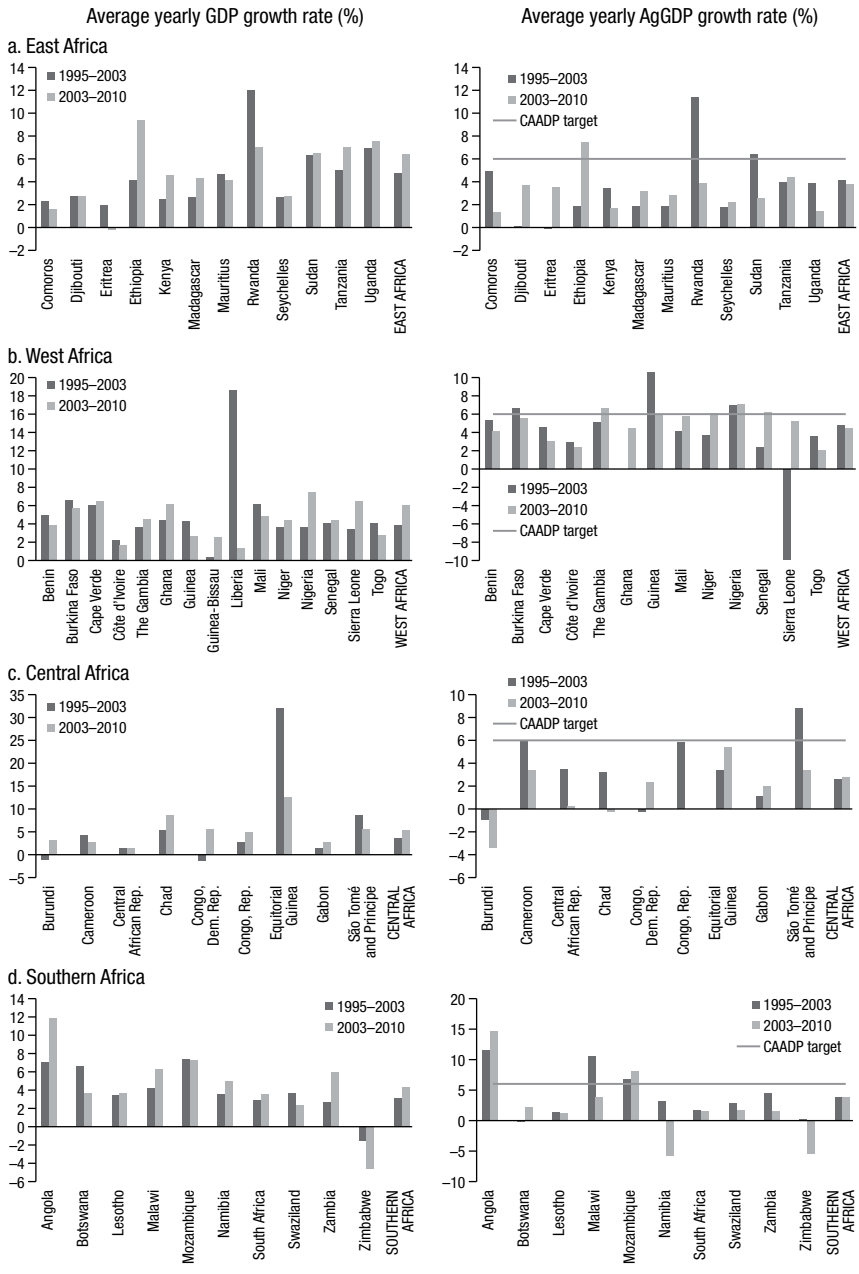 Average yearly GDP growth rate (%)
Average yearly AgGDP growth rate (%)
a. East Africa
14
12
10
8
6
4
2
0
–2
1995–2003
2003–2010
Comoros
Djibouti
Eritrea
Ethiopia
Kenya
Madagascar
Mauritius
Rwanda
Seychelles
Sudan
Tanzania
Uganda
EAST AFRICA
14
12
10
8
6
4
2
0
–2
1995–2003
2003–2010
CAADP target
Comoros
Djibouti
Eritrea
Ethiopia
Kenya
Madagascar
Mauritius
Rwanda
Seychelles
Sudan
Tanzania
Uganda
EAST AFRICA
b. West Africa
20
18
16
14
12
10
8
6
4
2
0
1995–2003
2003–2010
Benin
Burkina Faso
Cape Verde
Côte d'Ivoire
The Gambia
Ghana
Guinea
Guinea-Bissau
Liberia
Mali
Niger
Nigeria
Senegal
Sierra Leone
Togo
WEST AFRICA
10
8
6
4
2
0
–2
–4
–6
–8
–10
1995–2003
2003–2010
CAADP target
Benin
Burkina Faso
Cape Verde
Côte d'Ivoire
The Gambia
Ghana
Guinea
Mali
Niger
Nigeria
Senegal
Sierra Leone
Togo
WEST AFRICA
c. Central Africa
35
30
25
20
15
10
5
0
–5
1995–2003
2003–2010
Burundi
Cameroon
Central
African Rep.
Chad
Congo,
Dem. Rep.
Congo, Rep.
Equitorial
Guinea
Gabon
São Tomé
and Principe
CENTRAL
AFRICA
10
8
6
4
2
0
–2
–4
–6
1995–2003
2003–2010
CAADP target
Burundi
Cameroon
Central
African Rep.
Chad
Congo,
Dem. Rep.
Congo, Rep.
Equitorial
Guinea
Gabon
São Tomé
and Principe
CENTRAL
AFRICA
d. Southern Africa
14
12
10
8
6
4
2
0
–2
–4
–6
1995–2003
2003–2010
Angola
Botswana
Lesotho
Malawi
Mozambique
Namibia
South Africa
Swaziland
Zambia
Zimbabwe
SOUTHERN
AFRICA
20
15
10
5
0
–5
–10
1995–2003
2003–2010
CAADP target
Angola
Botswana
Lesotho
Malawi
Mozambique
Namibia
South Africa
Swaziland
Zambia
Zimbabwe
SOUTHERN
AFRICA